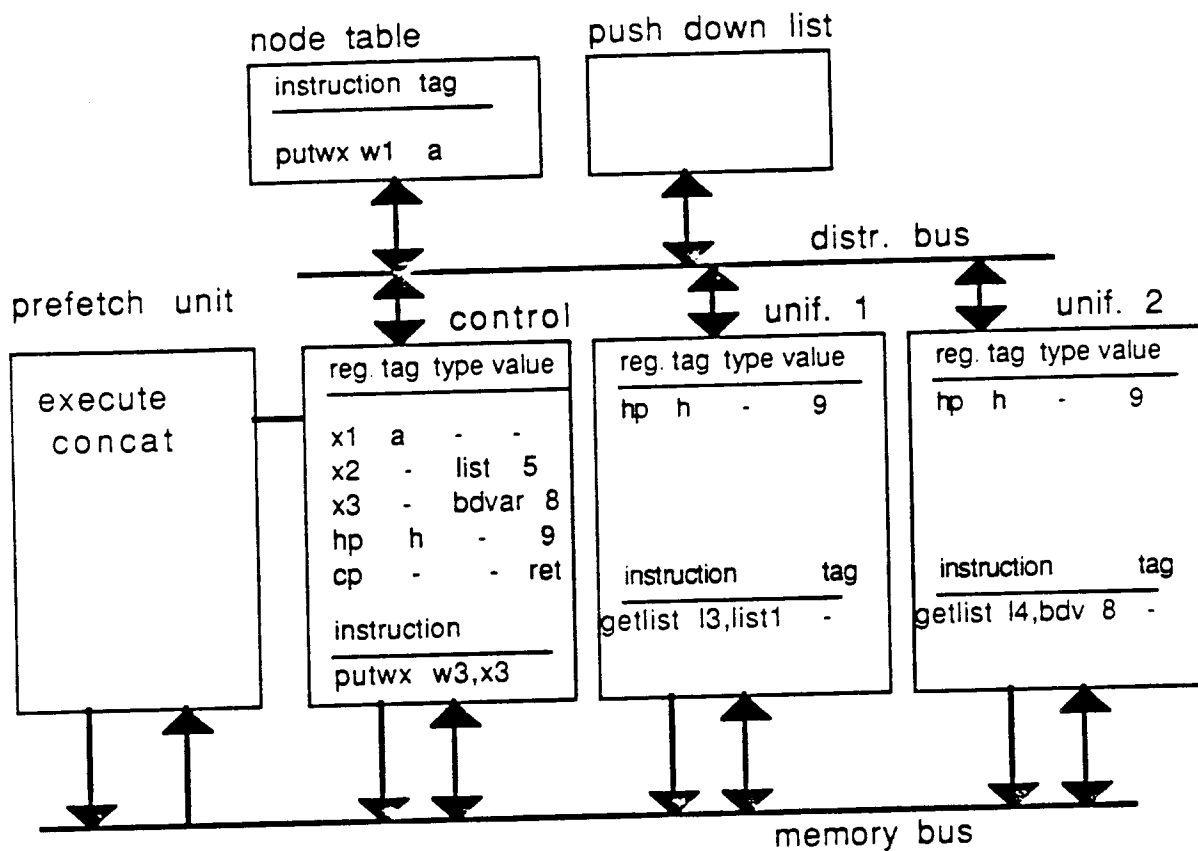 node table
instruction tag
putwx w1 a
push down list
distr. bus
prefetch unit
execute
concat
control
reg. tag type value
x1 a - -
x2 - list 5
x3 - bdvar 8
hp h - 9
cp - - ret
instruction
putwx w3,x3
unif. 1
reg. tag type value
hp h - 9
instruction tag
getlist l3,list1 -
unif. 2
reg. tag type value
hp h - 9
instruction tag
getlist l4,bdv 8 -
memory bus